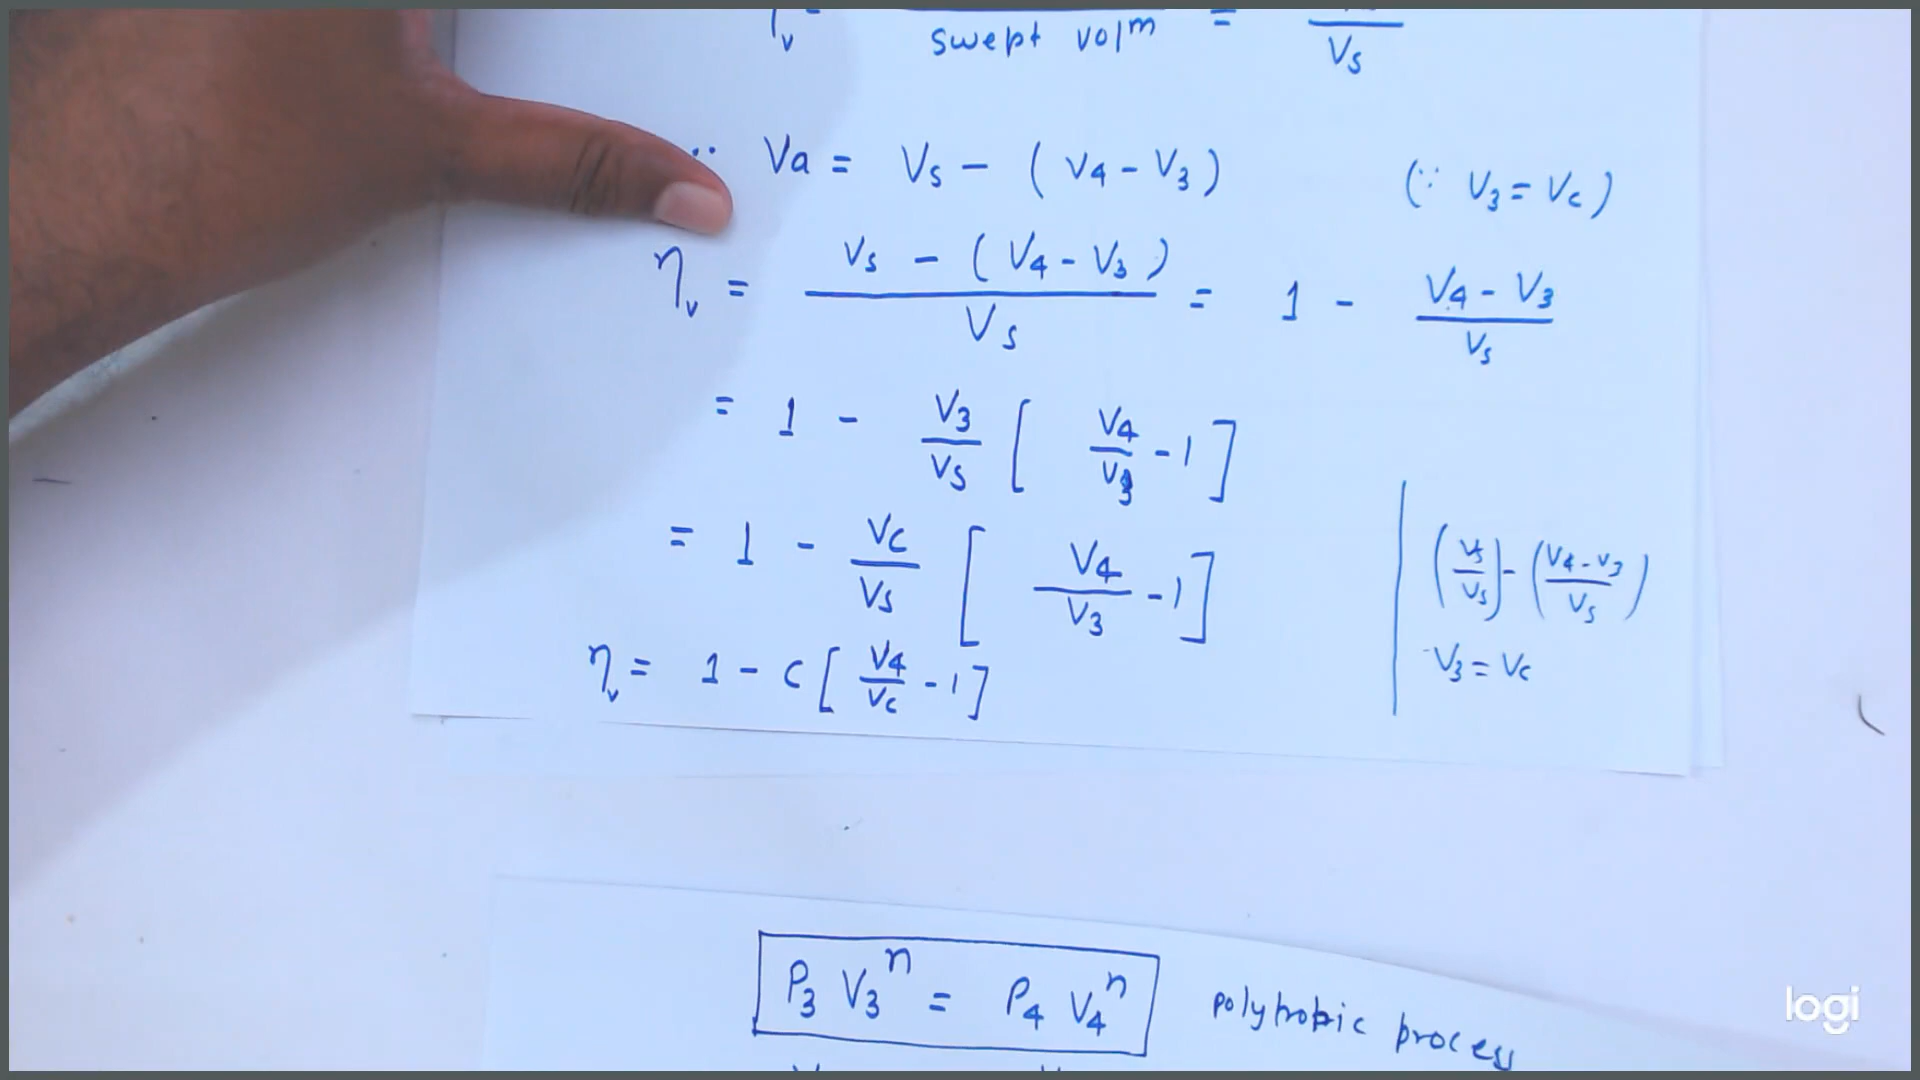 ηv = swept volm = Vs
∵ Va = Vs - (V4 - V3) (∵ V3 = Vc)
ηv = Vs - (V4 - V3) / Vs = 1 - V4 - V3 / Vs
= 1 - V3/Vs [ V4/V3 - 1 ]
= 1 - Vc/Vs [ V4/V3 - 1 ]
(Vs/Vs) - (V4 - V3 / Vs)
- V3 = Vc
ηv = 1 - c [ V4/Vc - 1 ]
P3 V3^n = P4 V4^n polytropic process
logi